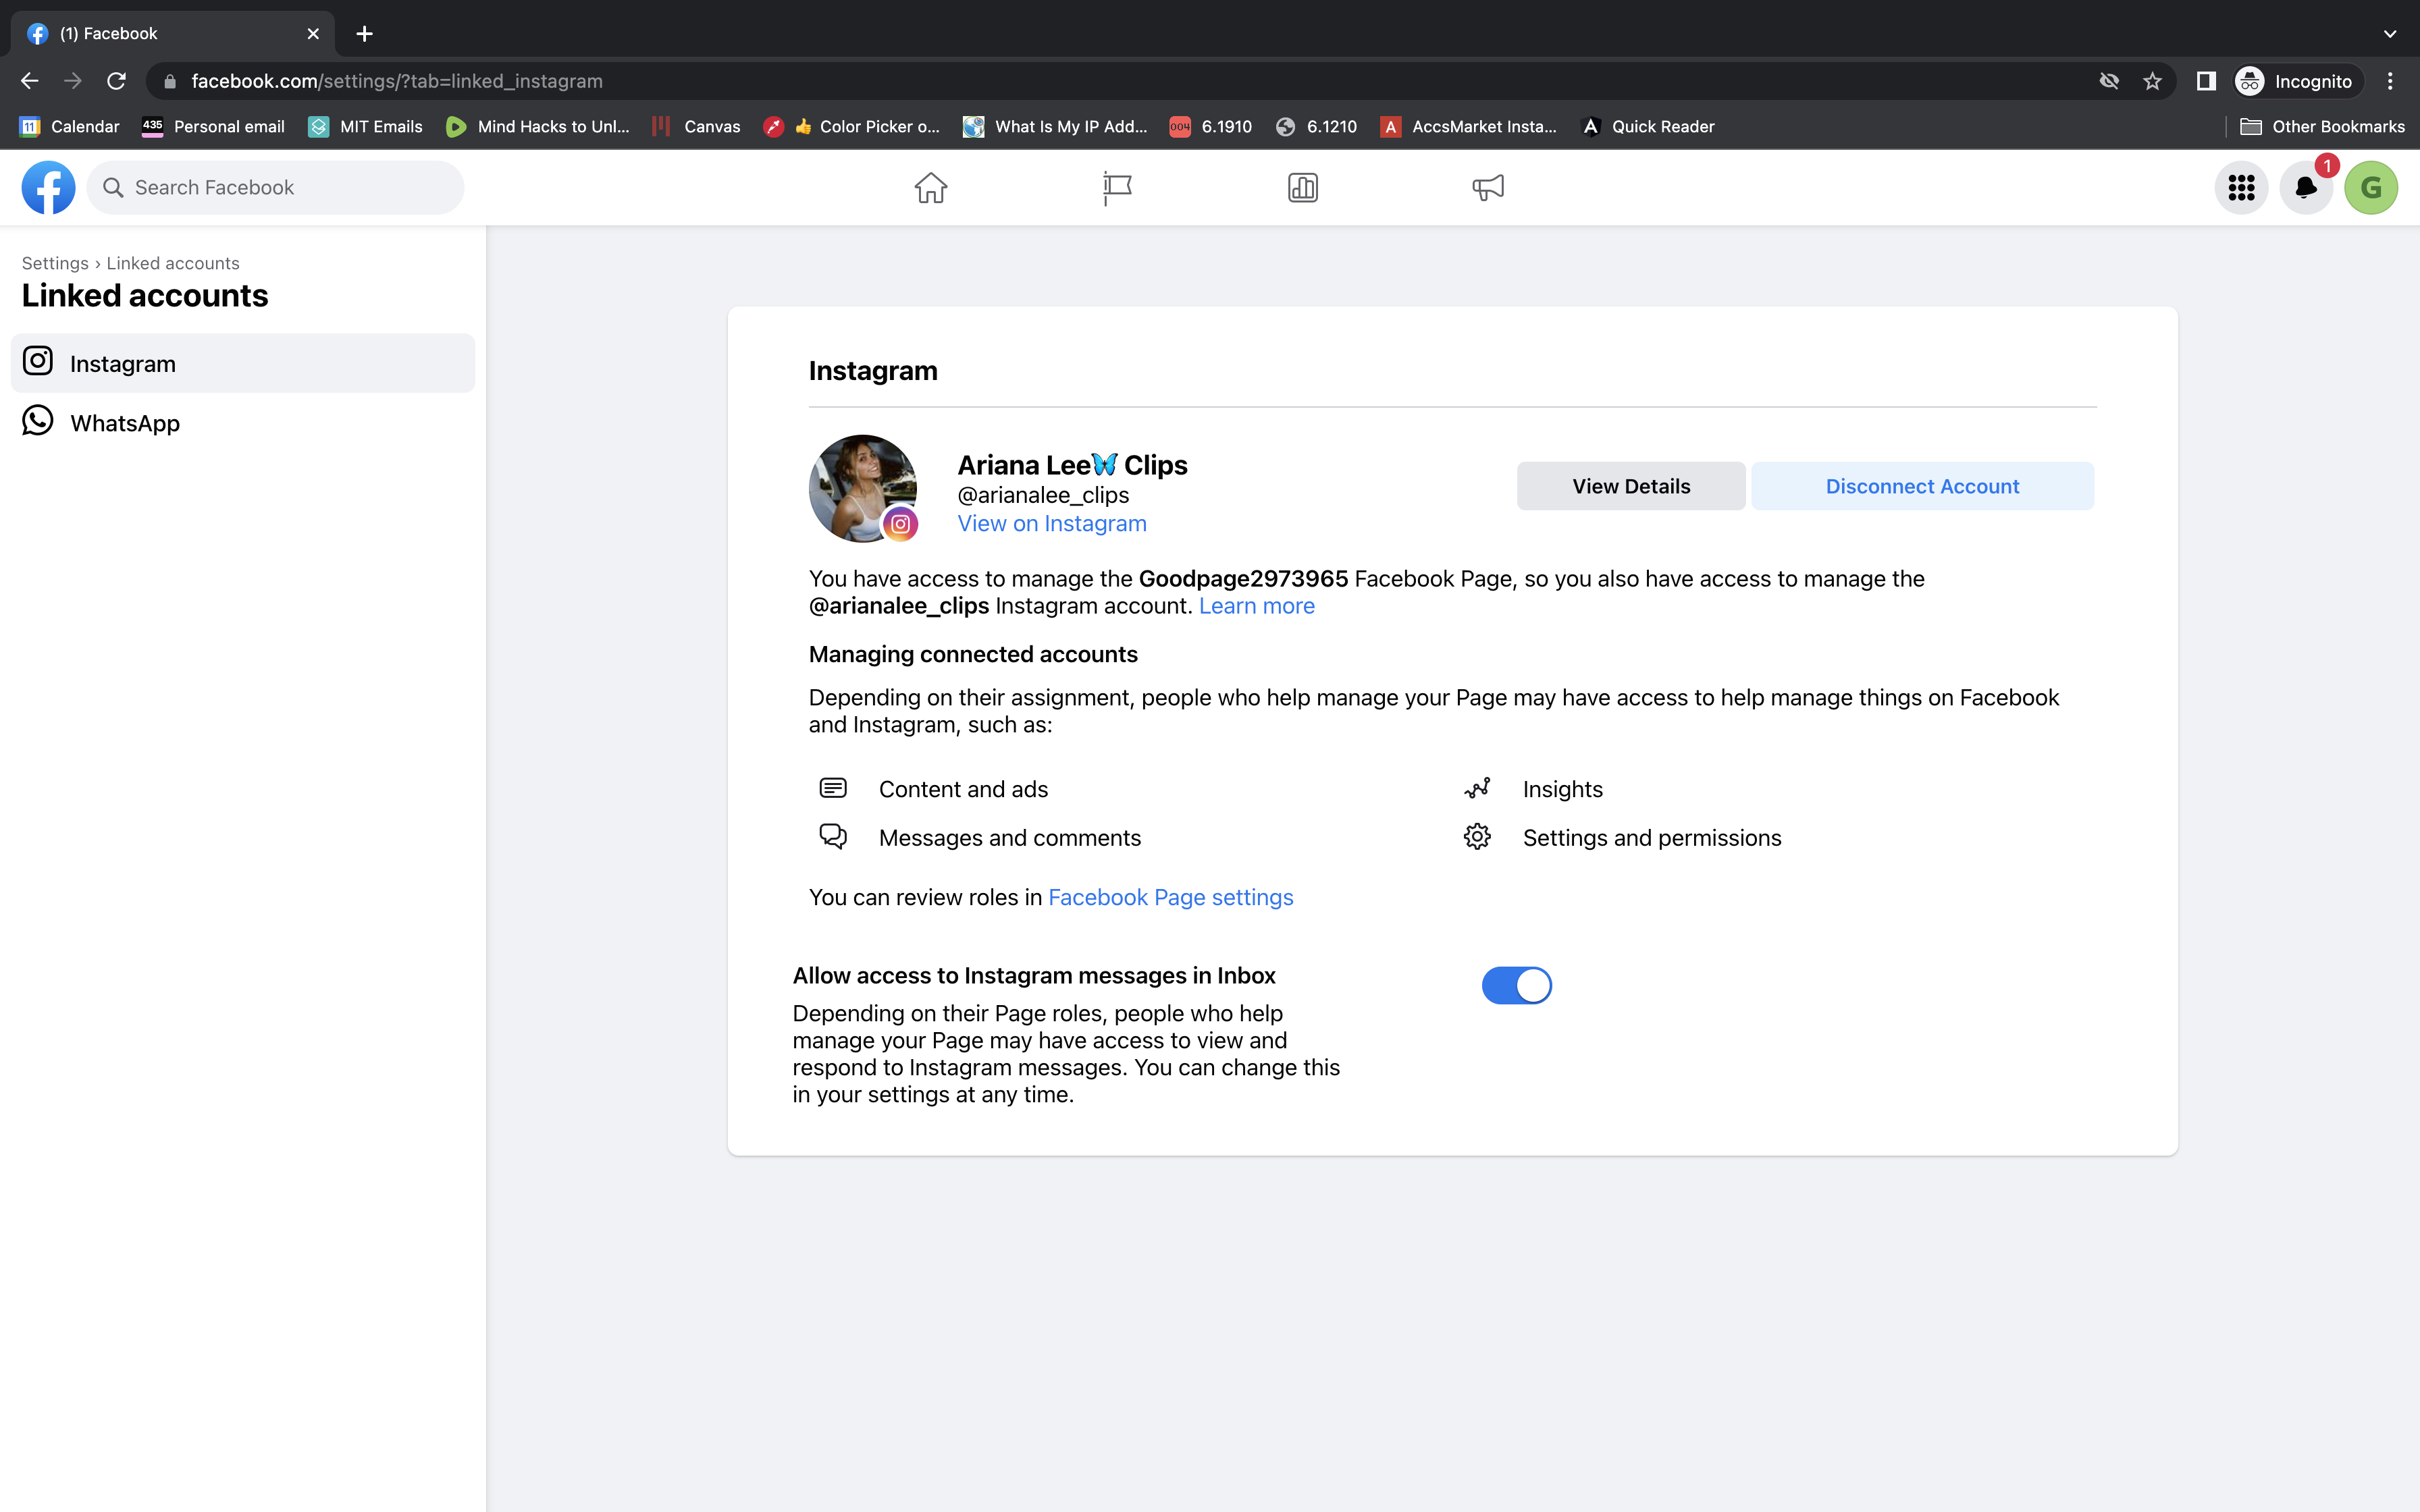 (1) Facebook
facebook.com/settings/?tab=linked_instagram
Incognito
11 Calendar
435 Personal email
MIT Emails
Mind Hacks to Unl...
Canvas
👍 Color Picker o...
What Is My IP Add...
004 6.1910
6.1210
A AccsMarket Insta...
Quick Reader
Other Bookmarks
Search Facebook
1
G
Settings › Linked accounts
Linked accounts
Instagram
WhatsApp
Instagram
Ariana Lee🦋 Clips
@arianalee_clips
View on Instagram
View Details
Disconnect Account
You have access to manage the Goodpage2973965 Facebook Page, so you also have access to manage the
@arianalee_clips Instagram account. Learn more
Managing connected accounts
Depending on their assignment, people who help manage your Page may have access to help manage things on Facebook
and Instagram, such as:
Content and ads
Insights
Messages and comments
Settings and permissions
You can review roles in Facebook Page settings
Allow access to Instagram messages in Inbox
Depending on their Page roles, people who help
manage your Page may have access to view and
respond to Instagram messages. You can change this
in your settings at any time.